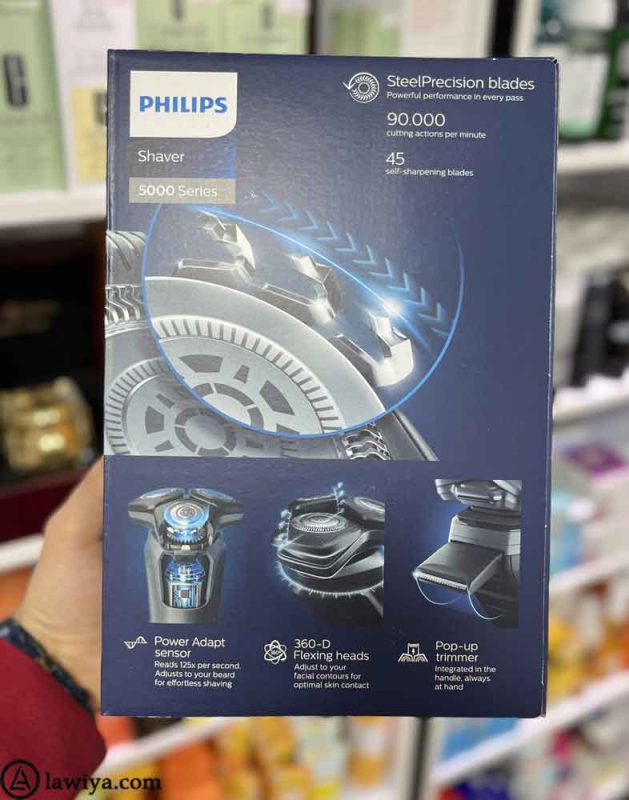 PHILIPS
Shaver
5000 Series
SteelPrecision blades
Powerful performance in every pass
90.000
cutting actions per minute
45
self-sharpening blades
Power Adapt
sensor
Reads 125x per second.
Adjusts to your beard
for effortless shaving
360-D
Flexing heads
Adjust to your
facial contours for
optimal skin contact
Pop-up
trimmer
Integrated in the
handle, always
at hand
lawiya.com